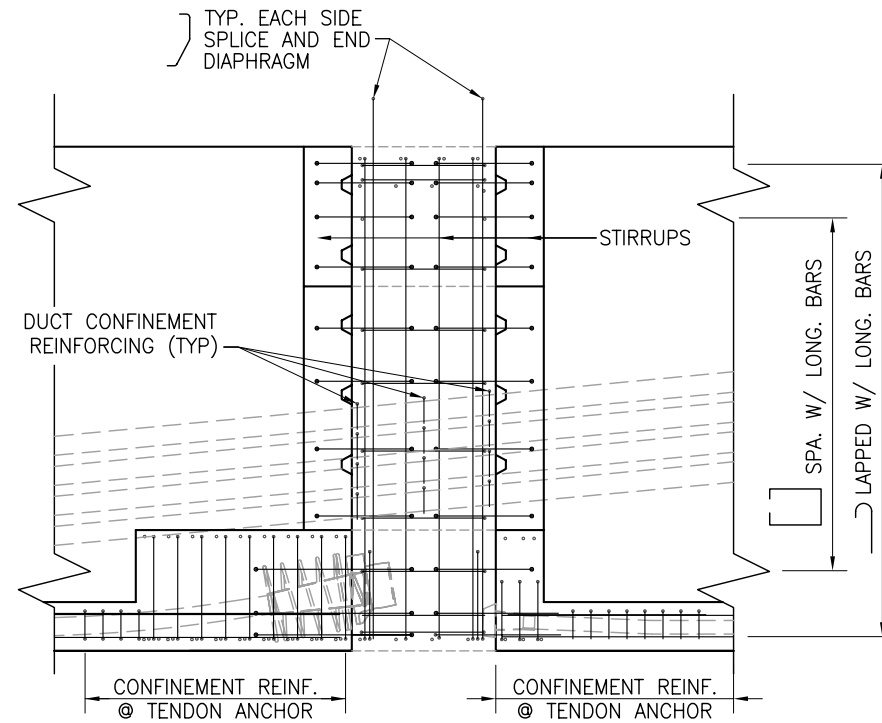 TYP. EACH SIDE
SPLICE AND END
DIAPHRAGM
STIRRUPS
DUCT CONFINEMENT
REINFORCING (TYP)
SPA. W/ LONG. BARS
LAPPED W/ LONG. BARS
CONFINEMENT REINF.
@ TENDON ANCHOR
CONFINEMENT REINF.
@ TENDON ANCHOR